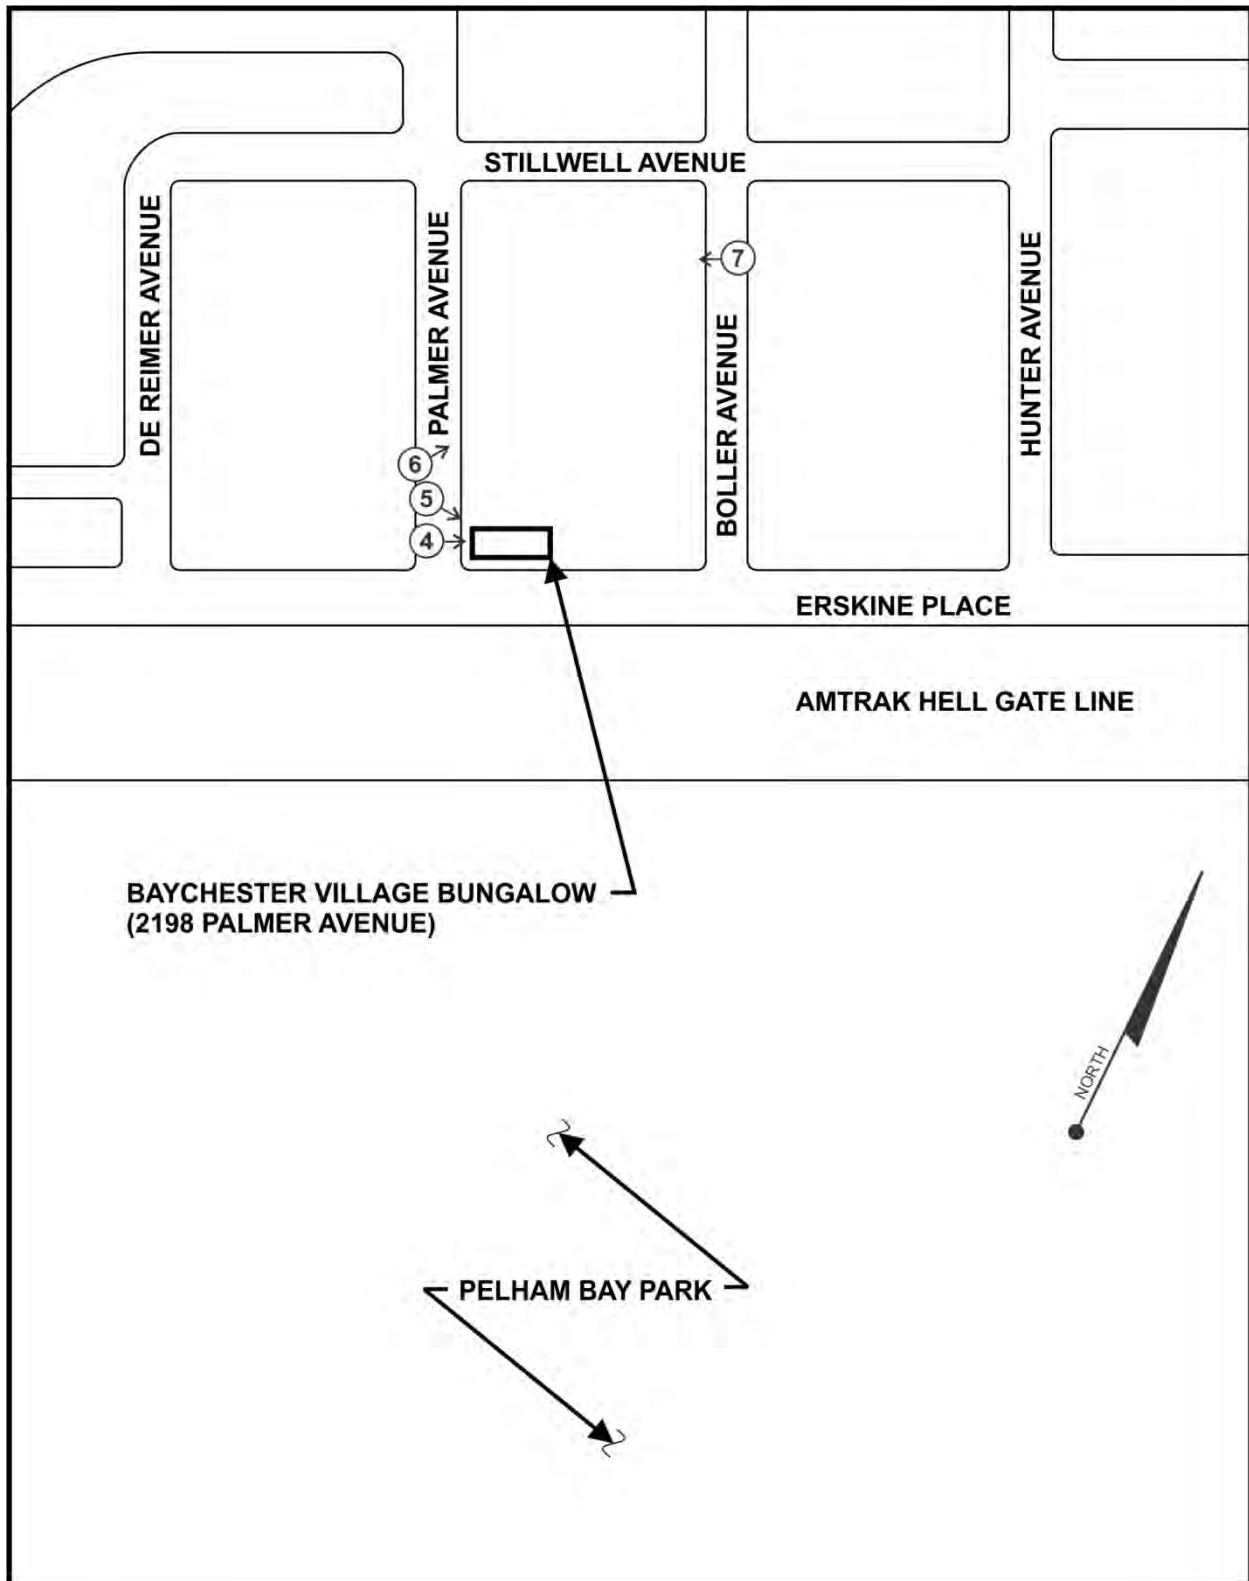 STILLWELL AVENUE
DE REIMER AVENUE
PALMER AVENUE
7
BOLLER AVENUE
HUNTER AVENUE
6
5
4
ERSKINE PLACE
AMTRAK HELL GATE LINE
BAYCHESTER VILLAGE BUNGALOW
(2198 PALMER AVENUE)
NORTH
PELHAM BAY PARK